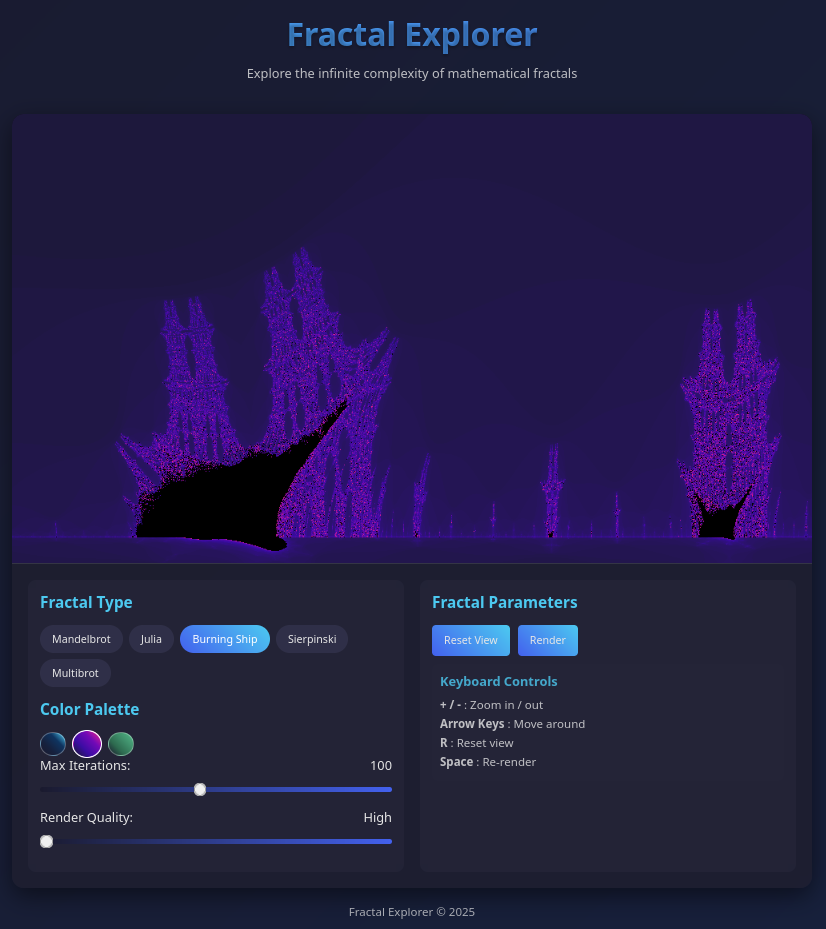 Fractal Explorer
Explore the infinite complexity of mathematical fractals
Fractal Type
Mandelbrot
Julia
Burning Ship
Sierpinski
Multibrot
Color Palette
Max Iterations: 100
Render Quality: High
Fractal Parameters
Reset View
Render
Keyboard Controls
+ / - : Zoom in / out
Arrow Keys : Move around
R : Reset view
Space : Re-render
Fractal Explorer © 2025